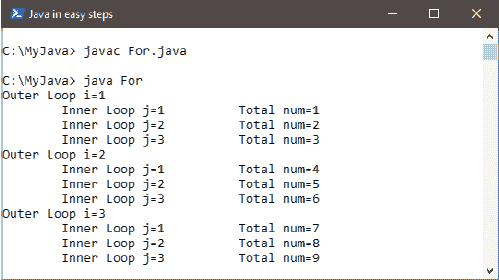 Java in easy steps
C:\MyJava> javac For.java
C:\MyJava> java For
Outer Loop i=1
Inner Loop j=1 Total num=1
Inner Loop j=2 Total num=2
Inner Loop j=3 Total num=3
Outer Loop i=2
Inner Loop j=1 Total num=4
Inner Loop j=2 Total num=5
Inner Loop j=3 Total num=6
Outer Loop i=3
Inner Loop j=1 Total num=7
Inner Loop j=2 Total num=8
Inner Loop j=3 Total num=9